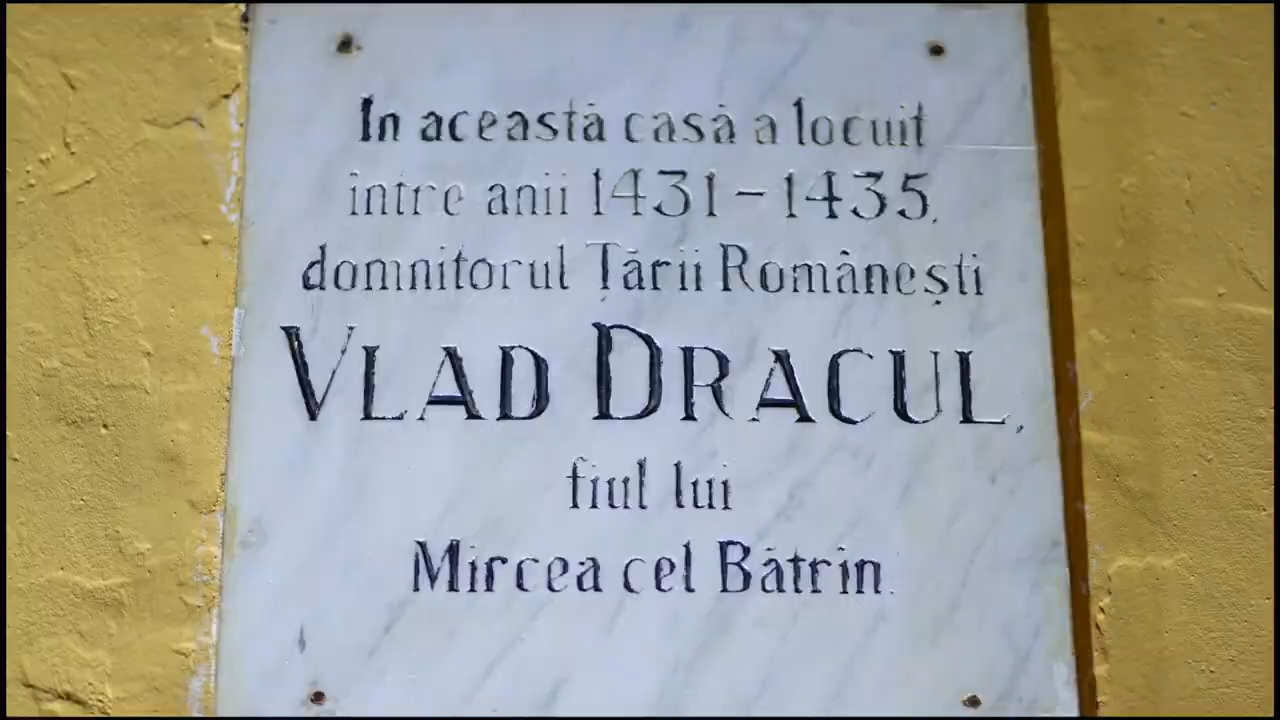 In această casă a locuit
intre anii 1431-1435,
domnitorul Țării Românești
VLAD DRACUL,
fiul lui
Mircea cel Bătrin.